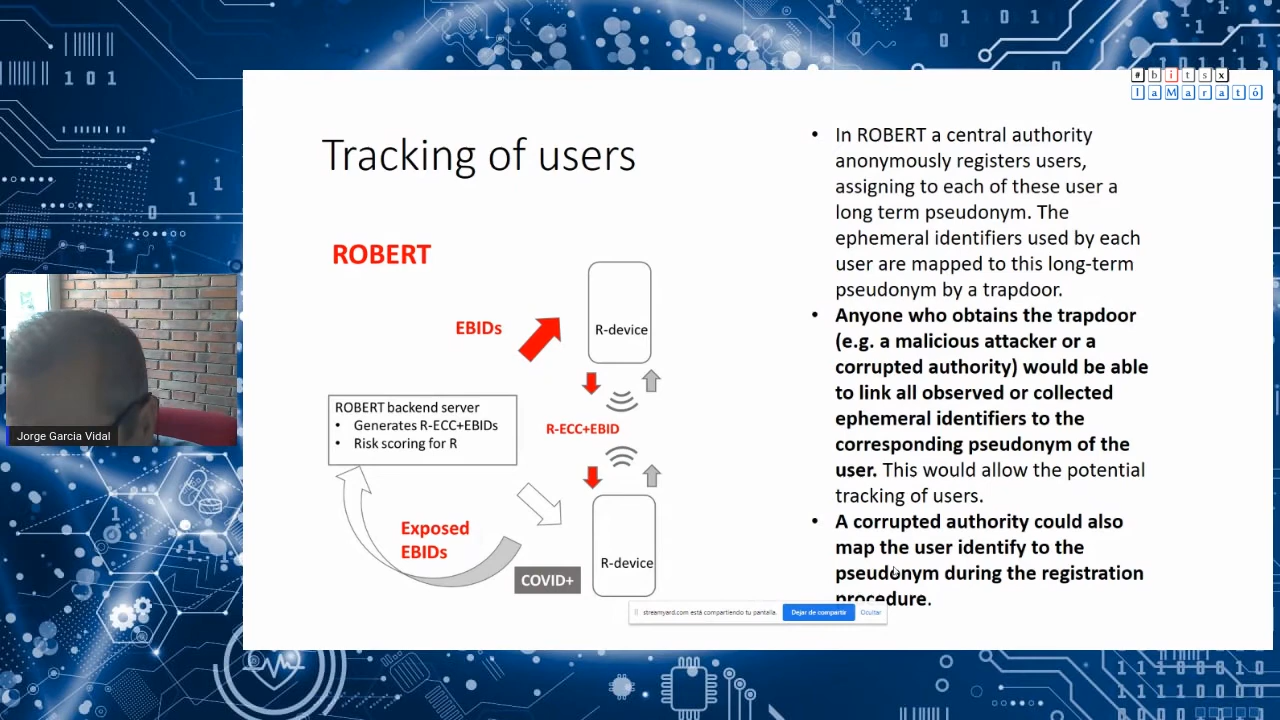 #bitsx
laMarató
Tracking of users
ROBERT
EBIDs
R-device
ROBERT backend server
• Generates R-ECC+EBIDs
• Risk scoring for R
R-ECC+EBID
Exposed
EBIDs
COVID+
R-device
• In ROBERT a central authority
anonymously registers users,
assigning to each of these user a
long term pseudonym. The
ephemeral identifiers used by each
user are mapped to this long-term
pseudonym by a trapdoor.
• Anyone who obtains the trapdoor
(e.g. a malicious attacker or a
corrupted authority) would be able
to link all observed or collected
ephemeral identifiers to the
corresponding pseudonym of the
user. This would allow the potential
tracking of users.
• A corrupted authority could also
map the user identify to the
pseudonym during the registration
procedure.
streamyard.com está compartiendo tu pantalla.
Dejar de compartir
Ocultar
Jorge Garcia Vidal